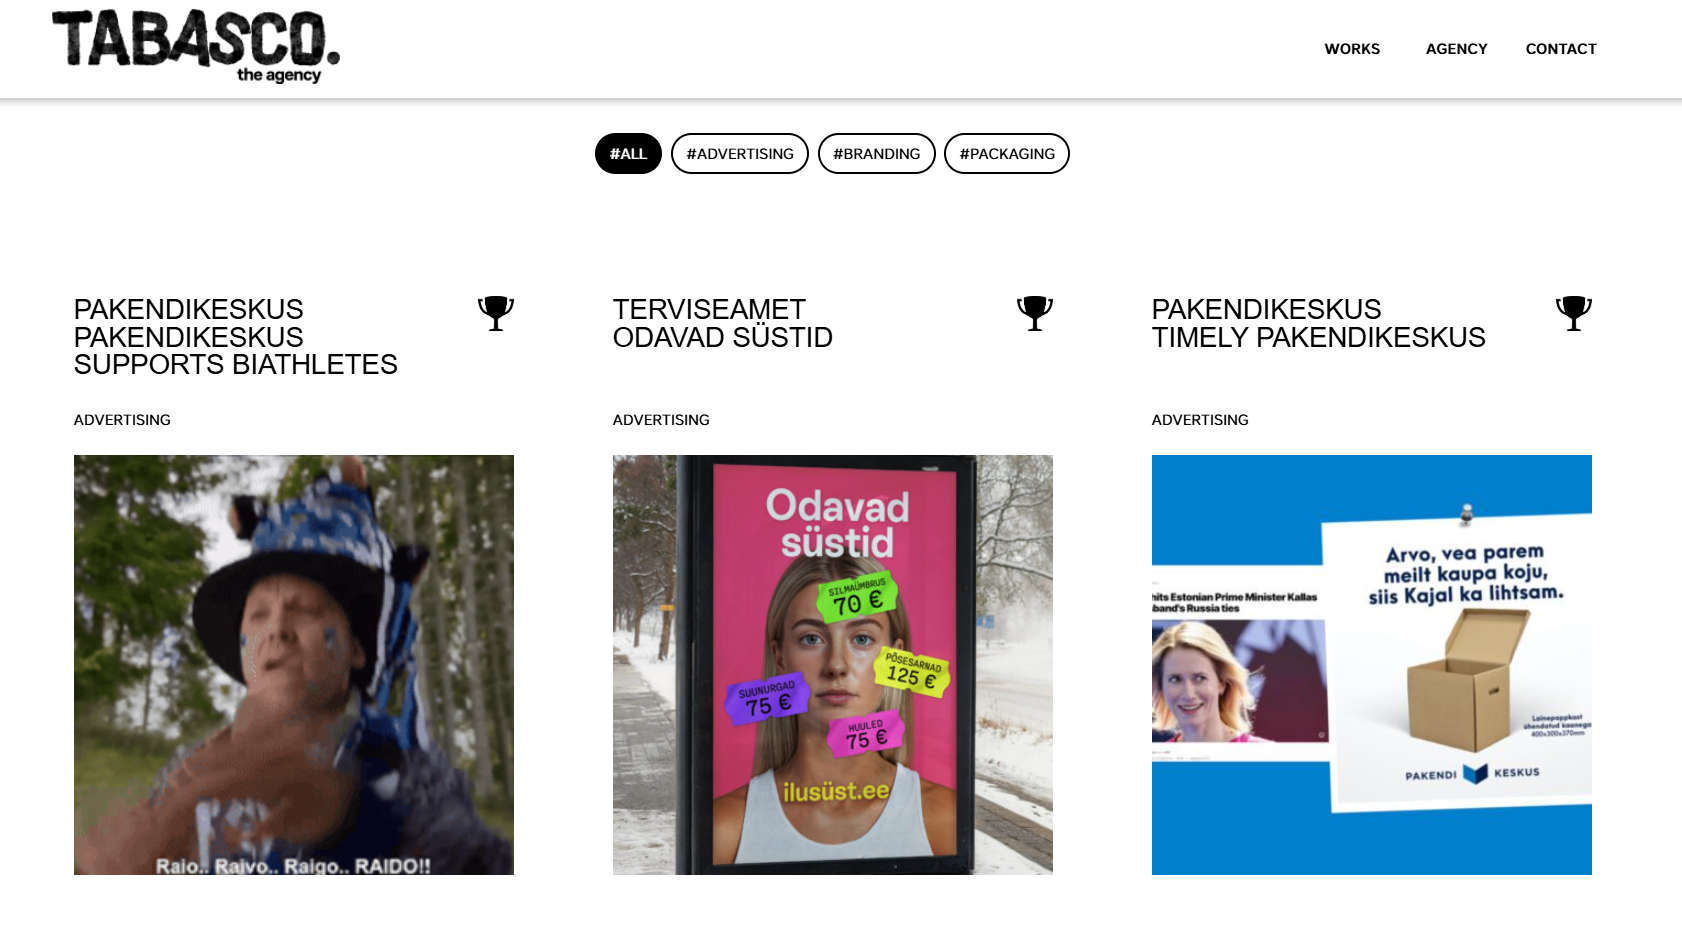 TABASCO.
the agency
WORKS
AGENCY
CONTACT
#ALL
#ADVERTISING
#BRANDING
#PACKAGING
PAKENDIKESKUS
PAKENDIKESKUS
SUPPORTS BIATHLETES
ADVERTISING
Raio.. Raivo.. Raigo.. RAIDO!!
TERVISEAMET
ODAVAD SÜSTID
ADVERTISING
Odavad
süstid
SILMAÜMBRUS
70 €
PÕSESARNAD
125 €
SUUNURGAD
75 €
HUULED
75 €
ilusüst.ee
PAKENDIKESKUS
TIMELY PAKENDIKESKUS
ADVERTISING
hits Estonian Prime Minister Kallas
band's Russia ties
Arvo, vea parem
meilt kaupa koju,
siis Kajal ka lihtsam.
Lainepappkast
ühendatud kaanega
400x300x370mm
PAKENDI KESKUS